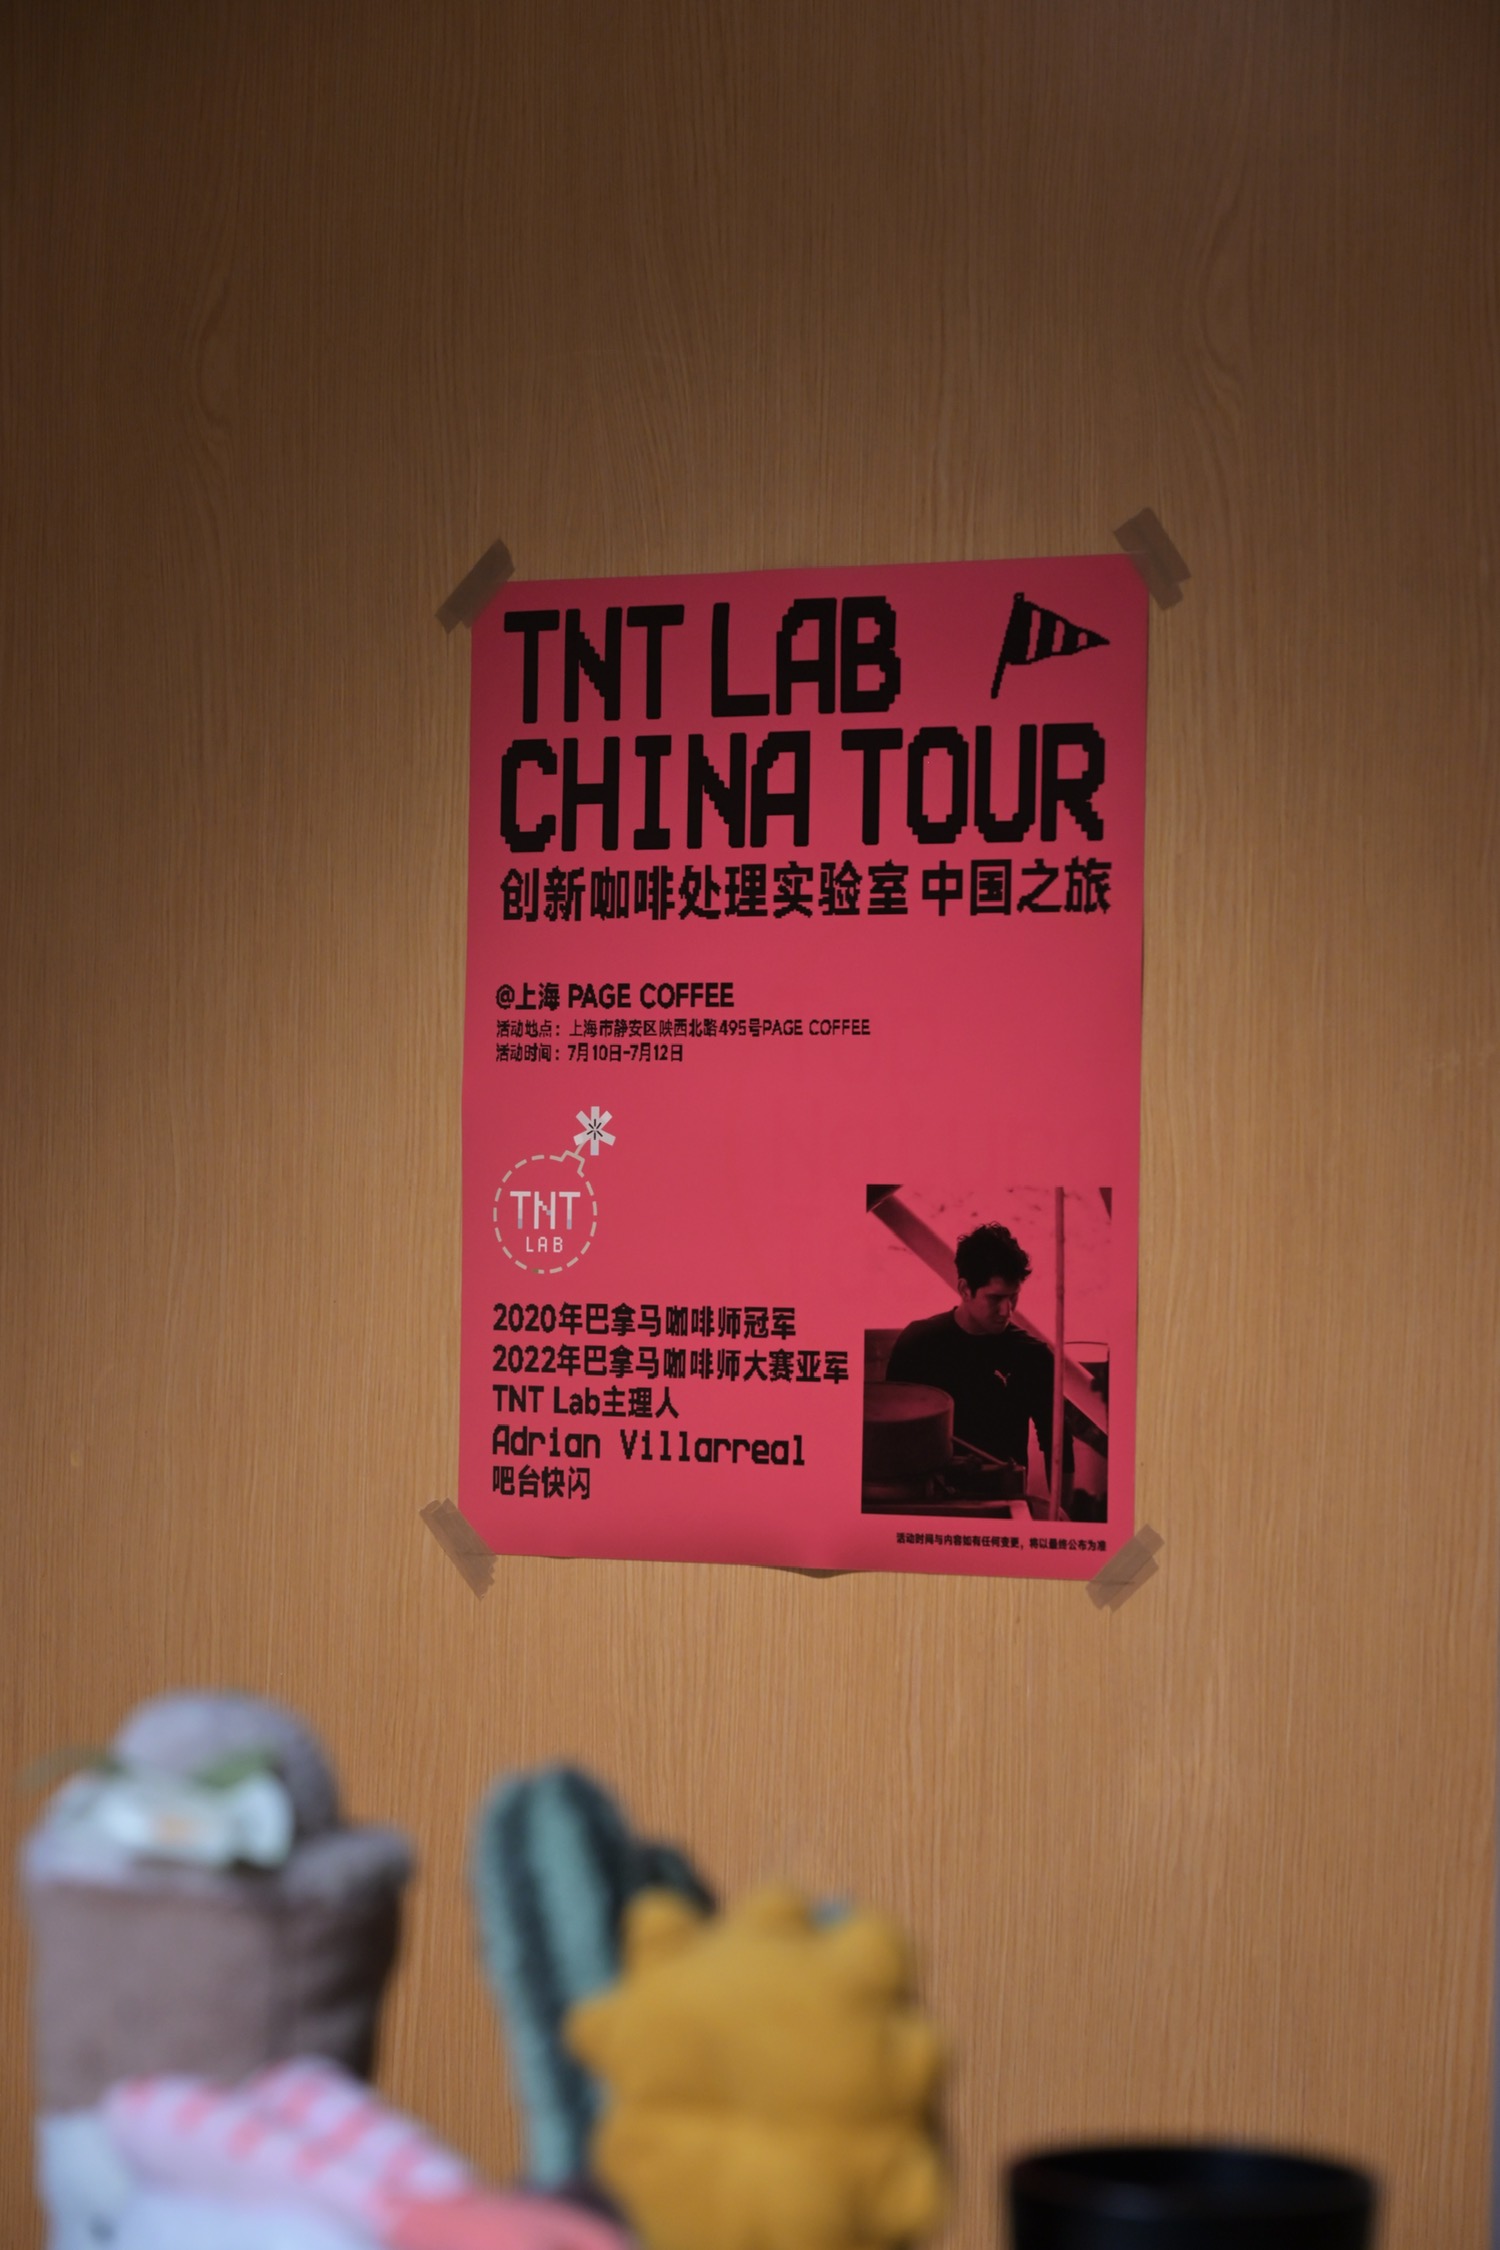 TNT LAB
CHINA TOUR
创新咖啡处理实验室 中国之旅
@上海 PAGE COFFEE
活动地点：上海市静安区陕西北路495号PAGE COFFEE
活动时间：7月10日-7月12日
TNT
LAB
2020年巴拿马咖啡师冠军
2022年巴拿马咖啡师大赛亚军
TNT Lab主理人
Adrian Villarreal
吧台快闪
活动时间与内容如有任何变更，将以最终公布为准